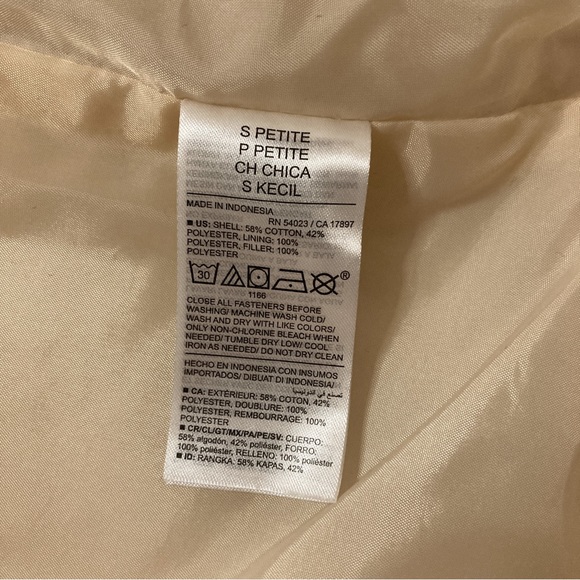 S PETITE
P PETITE
CH CHICA
S KECIL
MADE IN INDONESIA
RN 54023 / CA 17897
■ US: SHELL: 58% COTTON, 42%
POLYESTER, LINING: 100%
POLYESTER, FILLER: 100%
POLYESTER
30 ®
1166
CLOSE ALL FASTENERS BEFORE
WASHING/ MACHINE WASH COLD/
WASH AND DRY WITH LIKE COLORS/
ONLY NON-CHLORINE BLEACH WHEN
NEEDED/ TUMBLE DRY LOW/ COOL
IRON AS NEEDED/ DO NOT DRY CLEAN
HECHO EN INDONESIA CON INSUMOS
IMPORTADOS/ DIBUAT DI INDONESIA/
صنع في اندونيسيا
■ CA: EXTÉRIEUR: 58% COTON, 42%
POLYESTER, DOUBLURE: 100%
POLYESTER, REMBOURRAGE: 100%
POLYESTER
■ CR/CL/GT/MX/PA/PE/SV: CUERPO:
58% algodón, 42% poliéster, FORRO:
100% poliéster, RELLENO: 100% poliéster
■ ID: RANGKA: 58% KAPAS, 42%